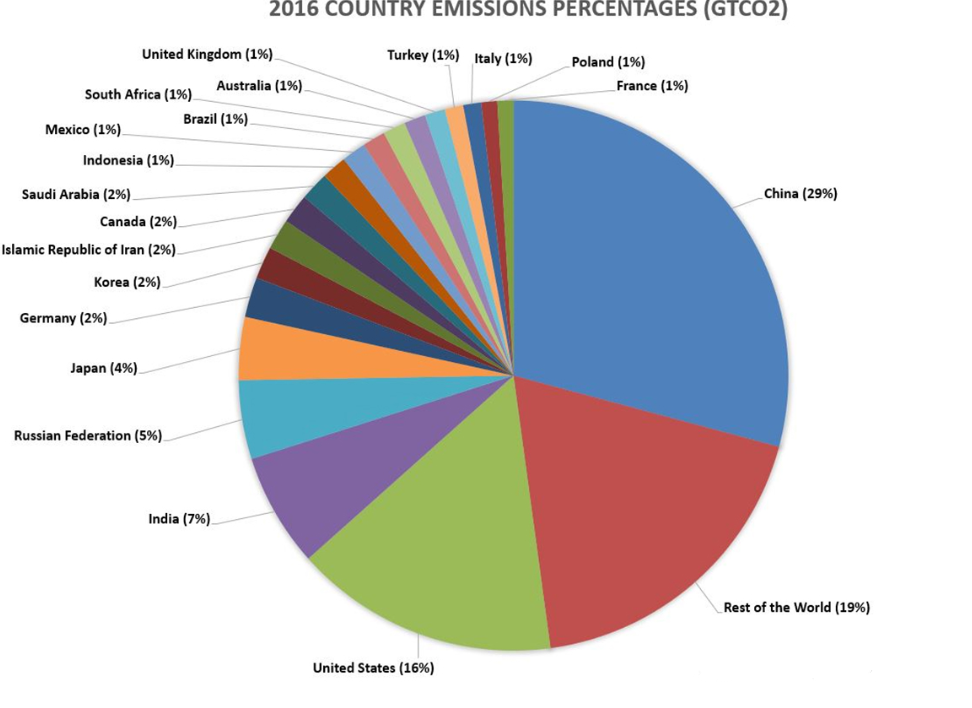 2016 COUNTRY EMISSIONS PERCENTAGES (GTCO2)
United Kingdom (1%)
Turkey (1%)
Italy (1%)
Poland (1%)
France (1%)
Australia (1%)
South Africa (1%)
Brazil (1%)
Mexico (1%)
Indonesia (1%)
Saudi Arabia (2%)
Canada (2%)
Islamic Republic of Iran (2%)
Korea (2%)
Germany (2%)
Japan (4%)
Russian Federation (5%)
India (7%)
United States (16%)
Rest of the World (19%)
China (29%)